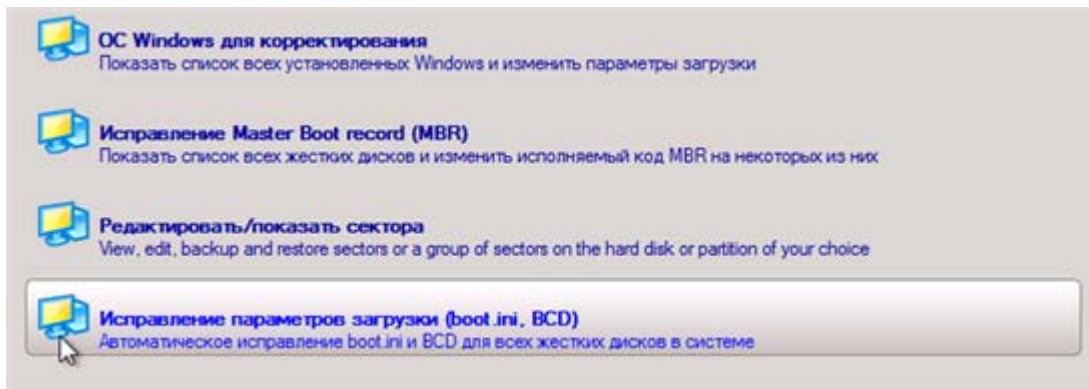 ОС Windows для корректирования
Показать список всех установленных Windows и изменить параметры загрузки
Исправление Master Boot record (MBR)
Показать список всех жестких дисков и изменить исполняемый код MBR на некоторых из них
Редактировать/показать сектора
View, edit, backup and restore sectors or a group of sectors on the hard disk or partition of your choice
Исправление параметров загрузки (boot.ini, BCD)
Автоматическое исправление boot.ini и BCD для всех жестких дисков в системе